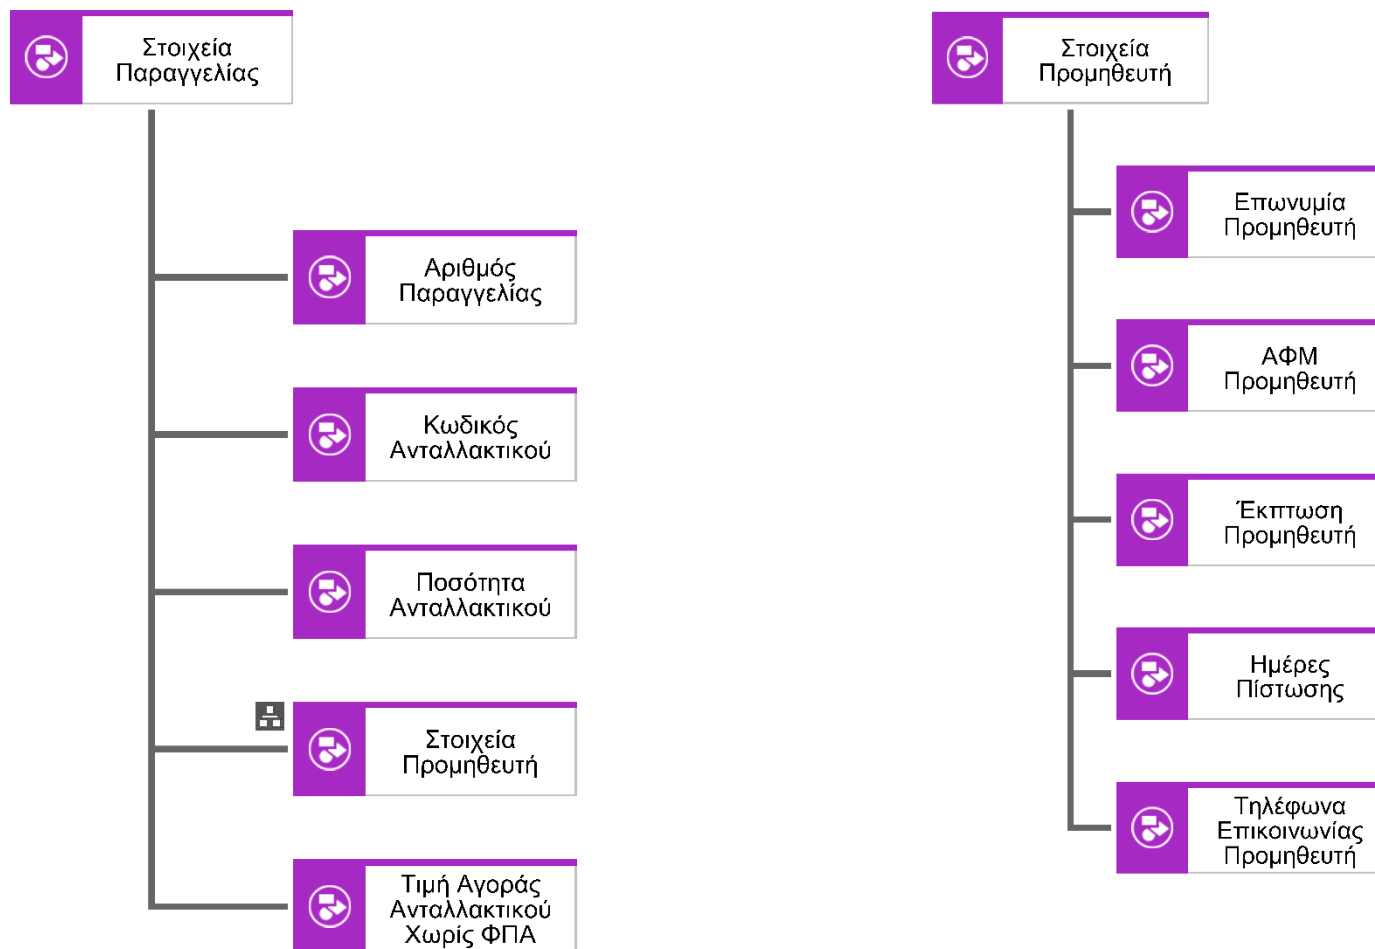 Στοιχεία
Παραγγελίας
Αριθμός
Παραγγελίας
Κωδικός
Ανταλλακτικού
Ποσότητα
Ανταλλακτικού
Στοιχεία
Προμηθευτή
Τιμή Αγοράς
Ανταλλακτικού
Χωρίς ΦΠΑ
Στοιχεία
Προμηθευτή
Επωνυμία
Προμηθευτή
ΑΦΜ
Προμηθευτή
Έκπτωση
Προμηθευτή
Ημέρες
Πίστωσης
Τηλέφωνα
Επικοινωνίας
Προμηθευτή